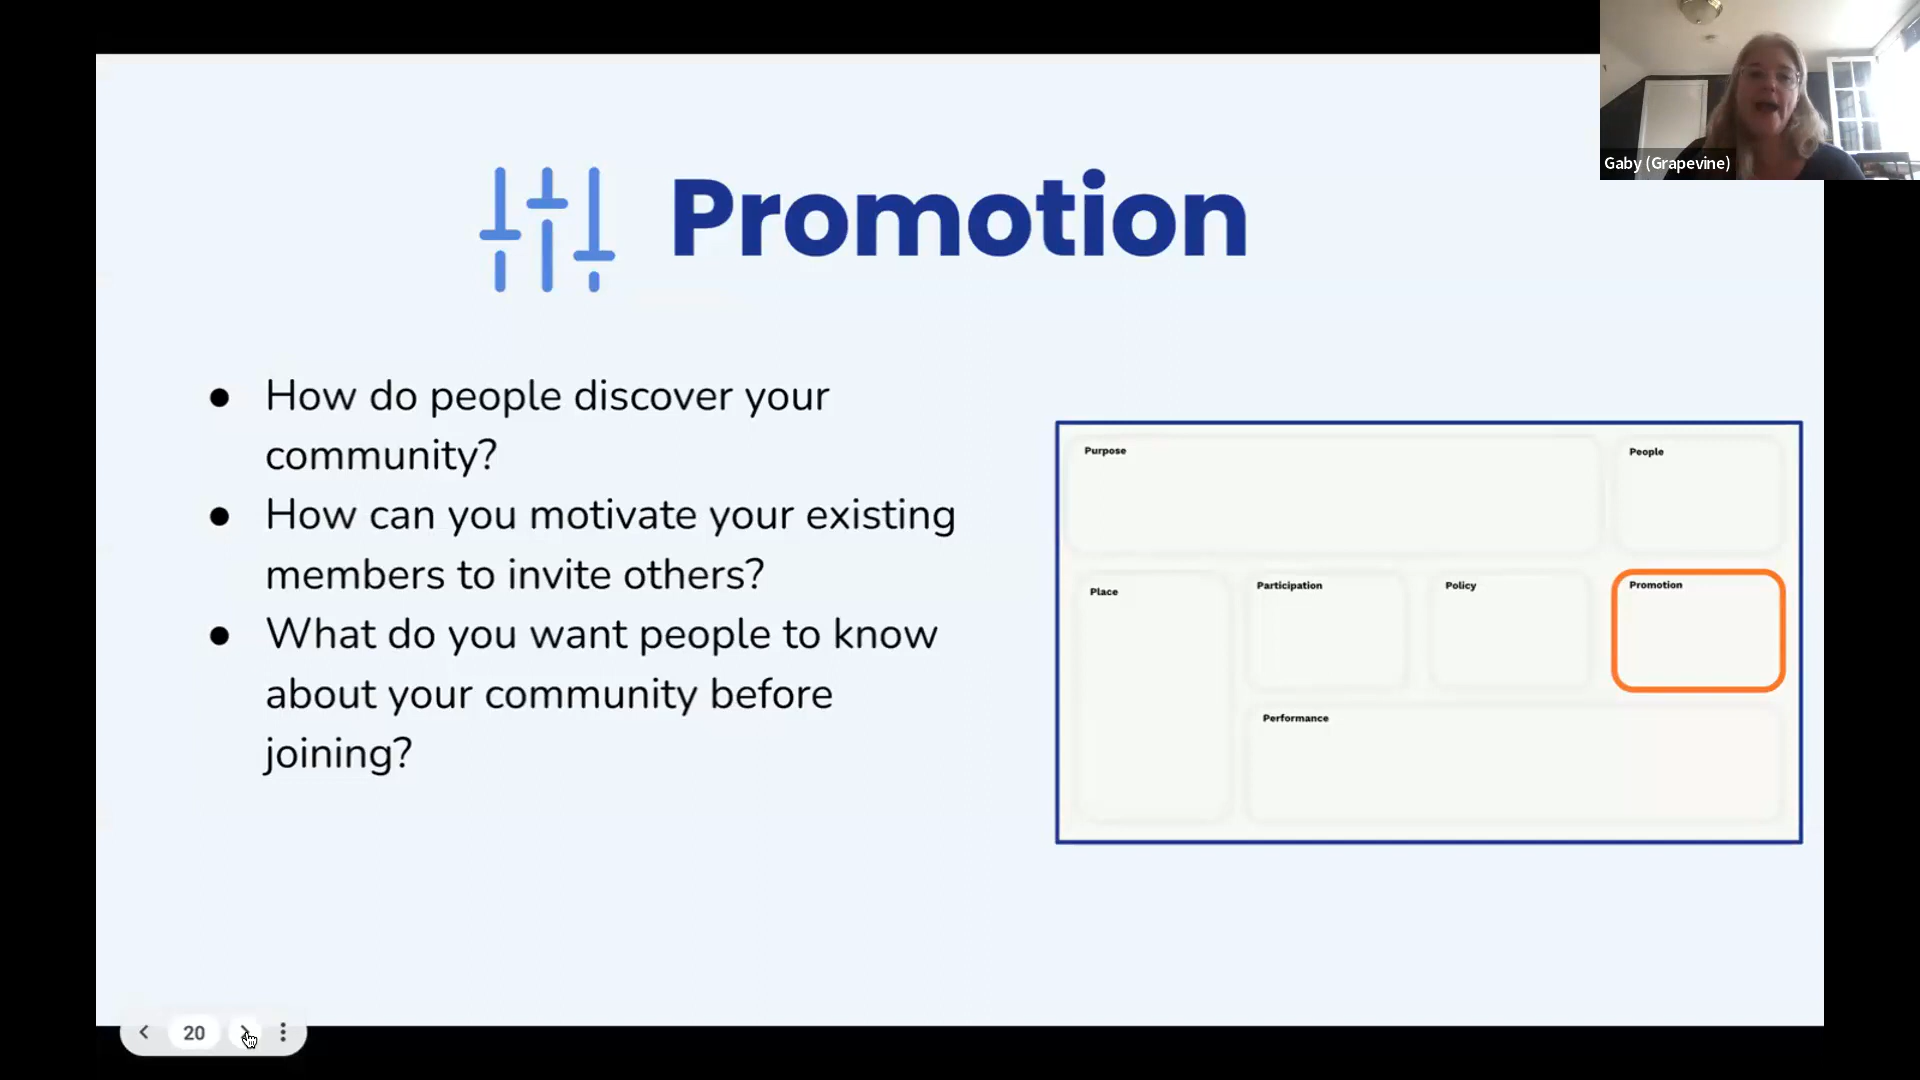 Gaby (Grapevine)
Promotion
● How do people discover your
community?
● How can you motivate your existing
members to invite others?
● What do you want people to know
about your community before
joining?
Purpose
People
Place
Participation
Policy
Promotion
Performance
20